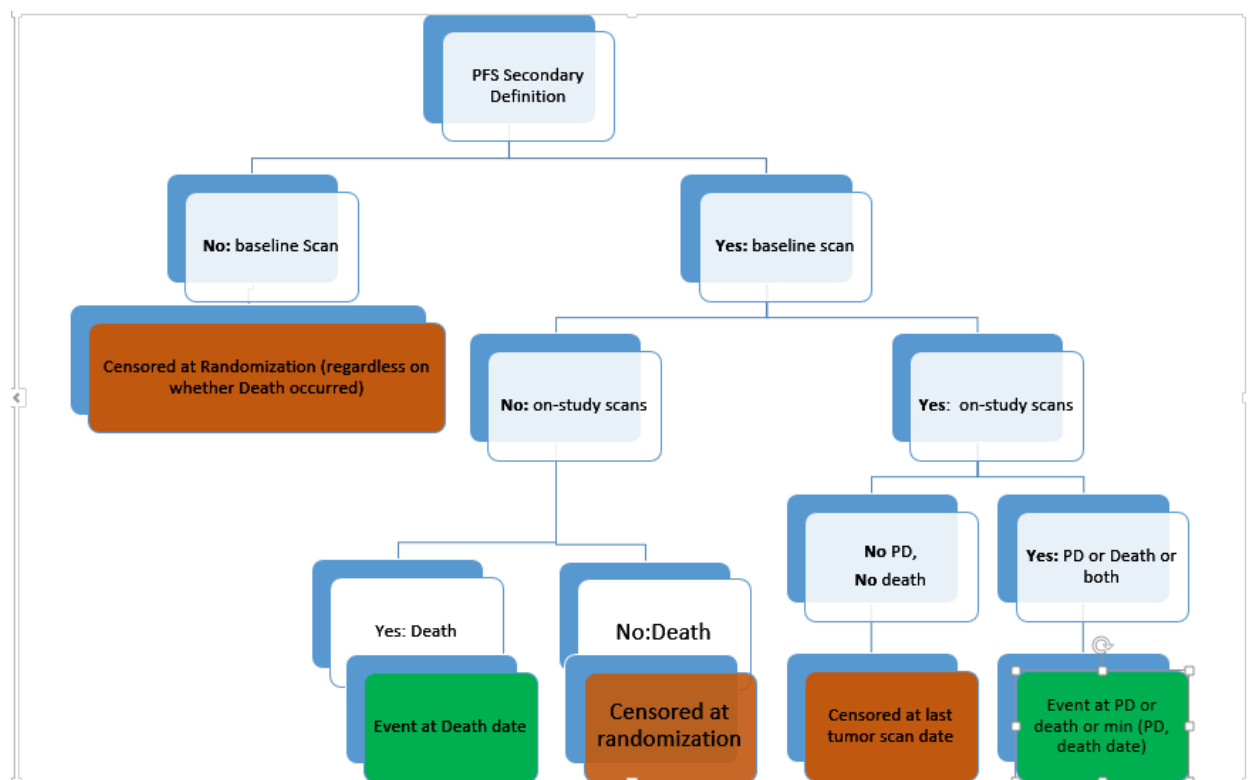 PFS Secondary
Definition
No: baseline Scan
Yes: baseline scan
Censored at Randomization (regardless on
whether Death occurred)
No: on-study scans
Yes:  on-study scans
No PD,
No death
Yes: PD or Death or
both
Yes: Death
No:Death
Event at Death date
Censored at
randomization
Censored at last
tumor scan date
Event at PD or
death or min (PD,
death date)